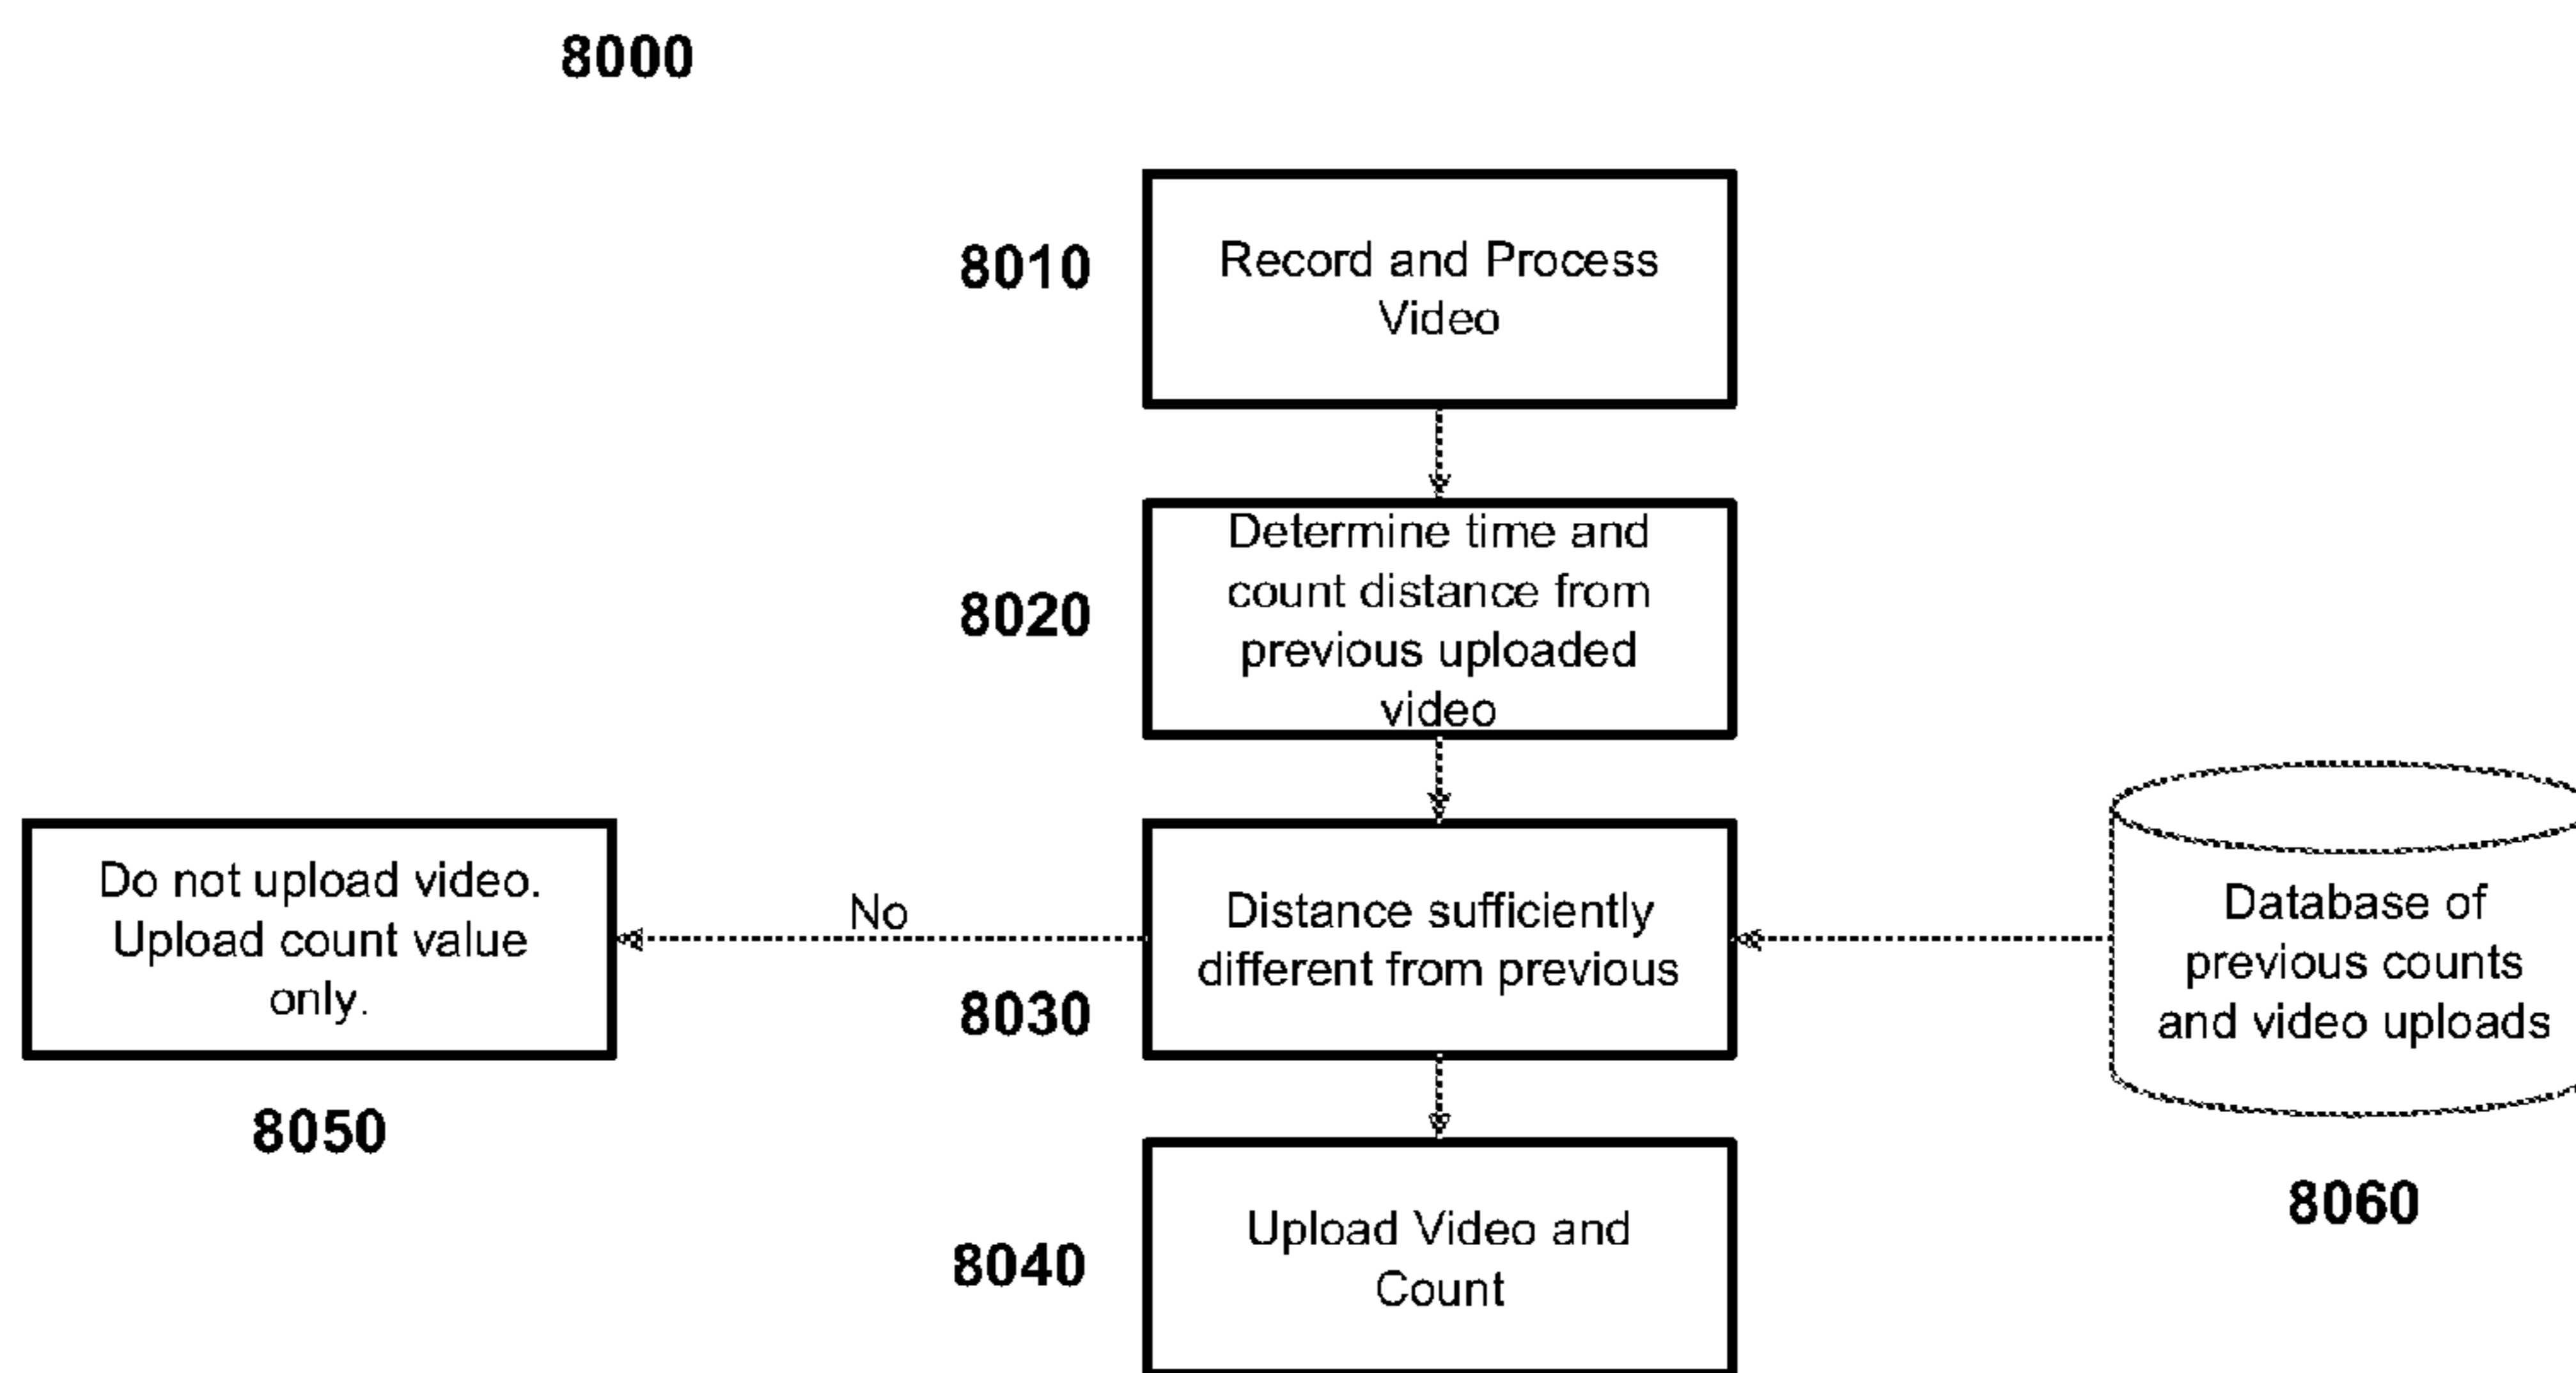 8000
8010
Record and Process
Video
8020
Determine time and
count distance from
previous uploaded
video
Do not upload video.
Upload count value
only.
8050
No
Distance sufficiently
different from previous
8030
Database of
previous counts
and video uploads
8060
8040
Upload Video and
Count